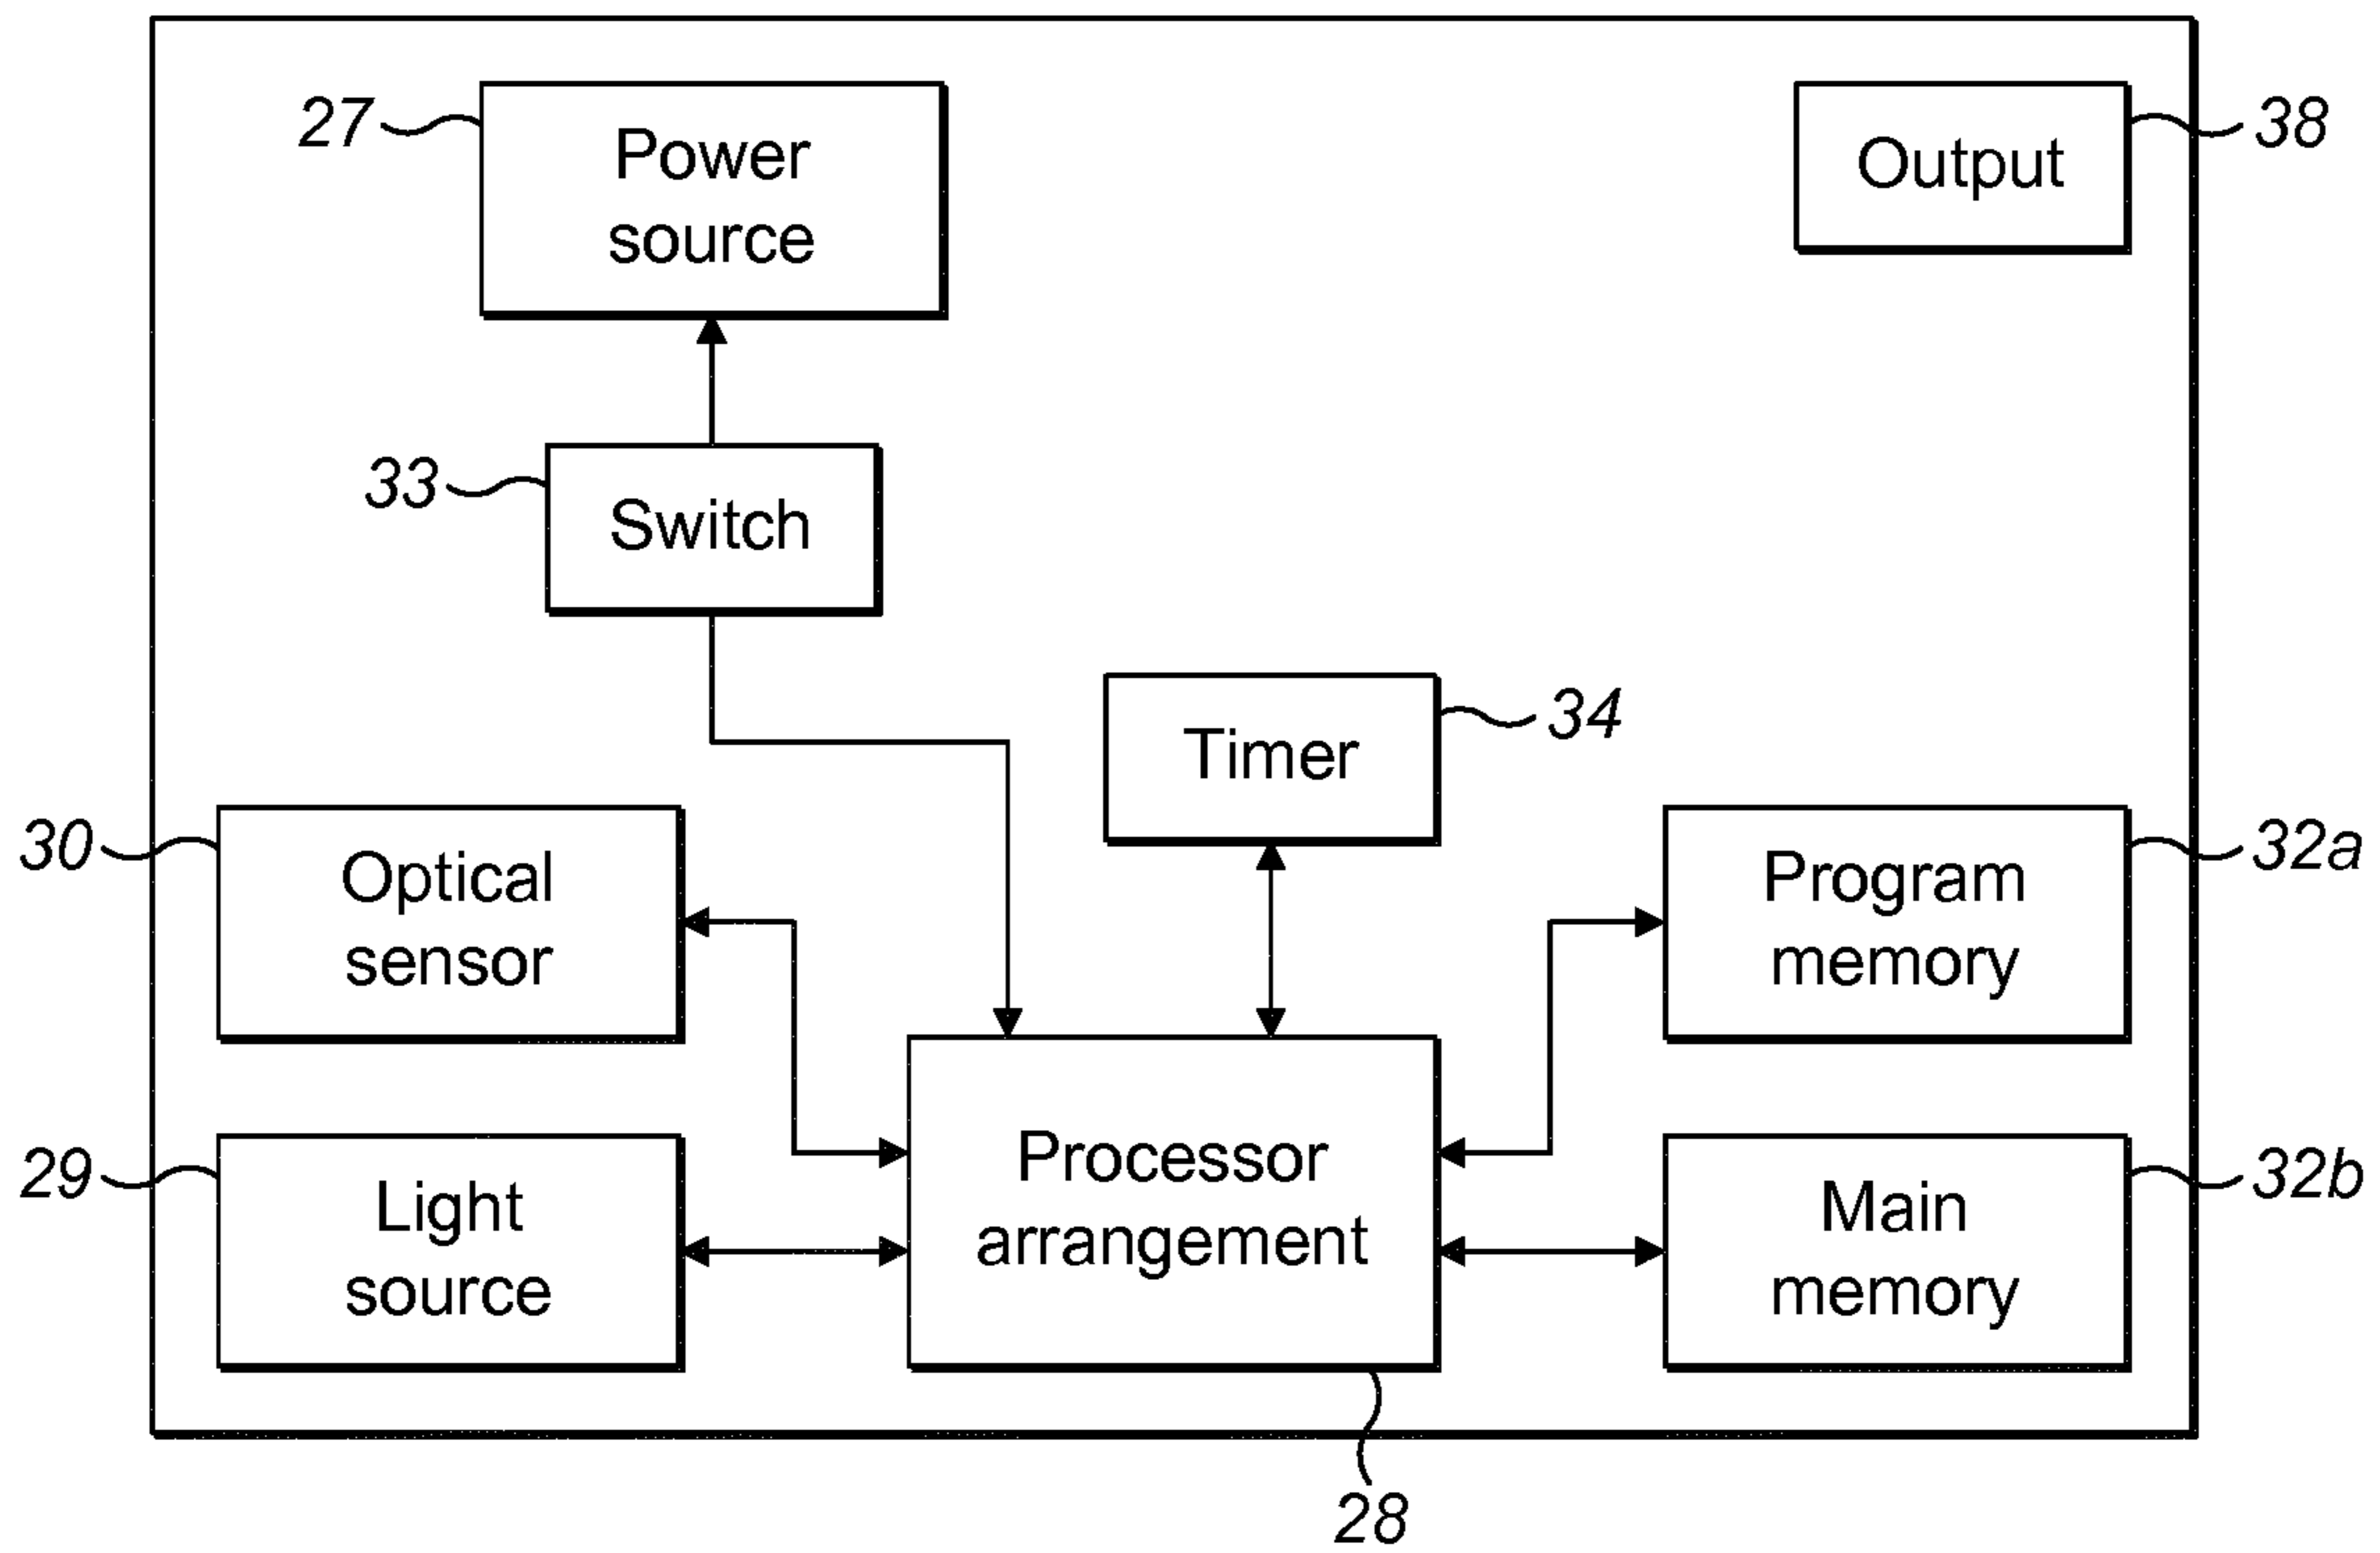 27
Power
source
Output
38
33
Switch
Timer
34
30
Optical
sensor
Program
memory
32a
29
Light
source
Processor
arrangement
Main
memory
32b
28